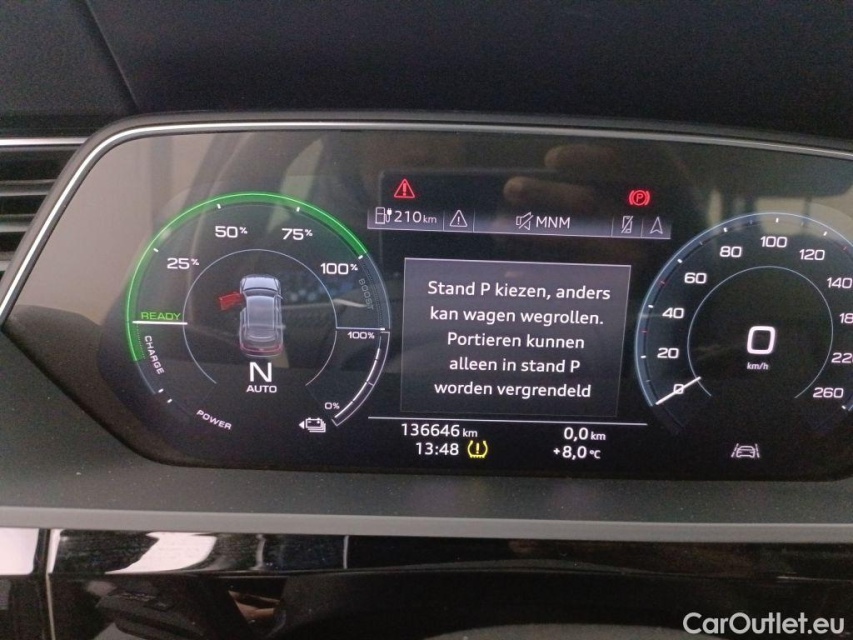 210km
MNM
50%
75%
25%
100%
BOOST
READY
100%
CHARGE
N
AUTO
0%
POWER
Stand P kiezen, anders
kan wagen wegrollen.
Portieren kunnen
alleen in stand P
worden vergrendeld
136646 km
0,0 km
13:48
+8,0 °C
100
80
120
60
140
40
20
0
260
0
km/h
P
CarOutlet.eu